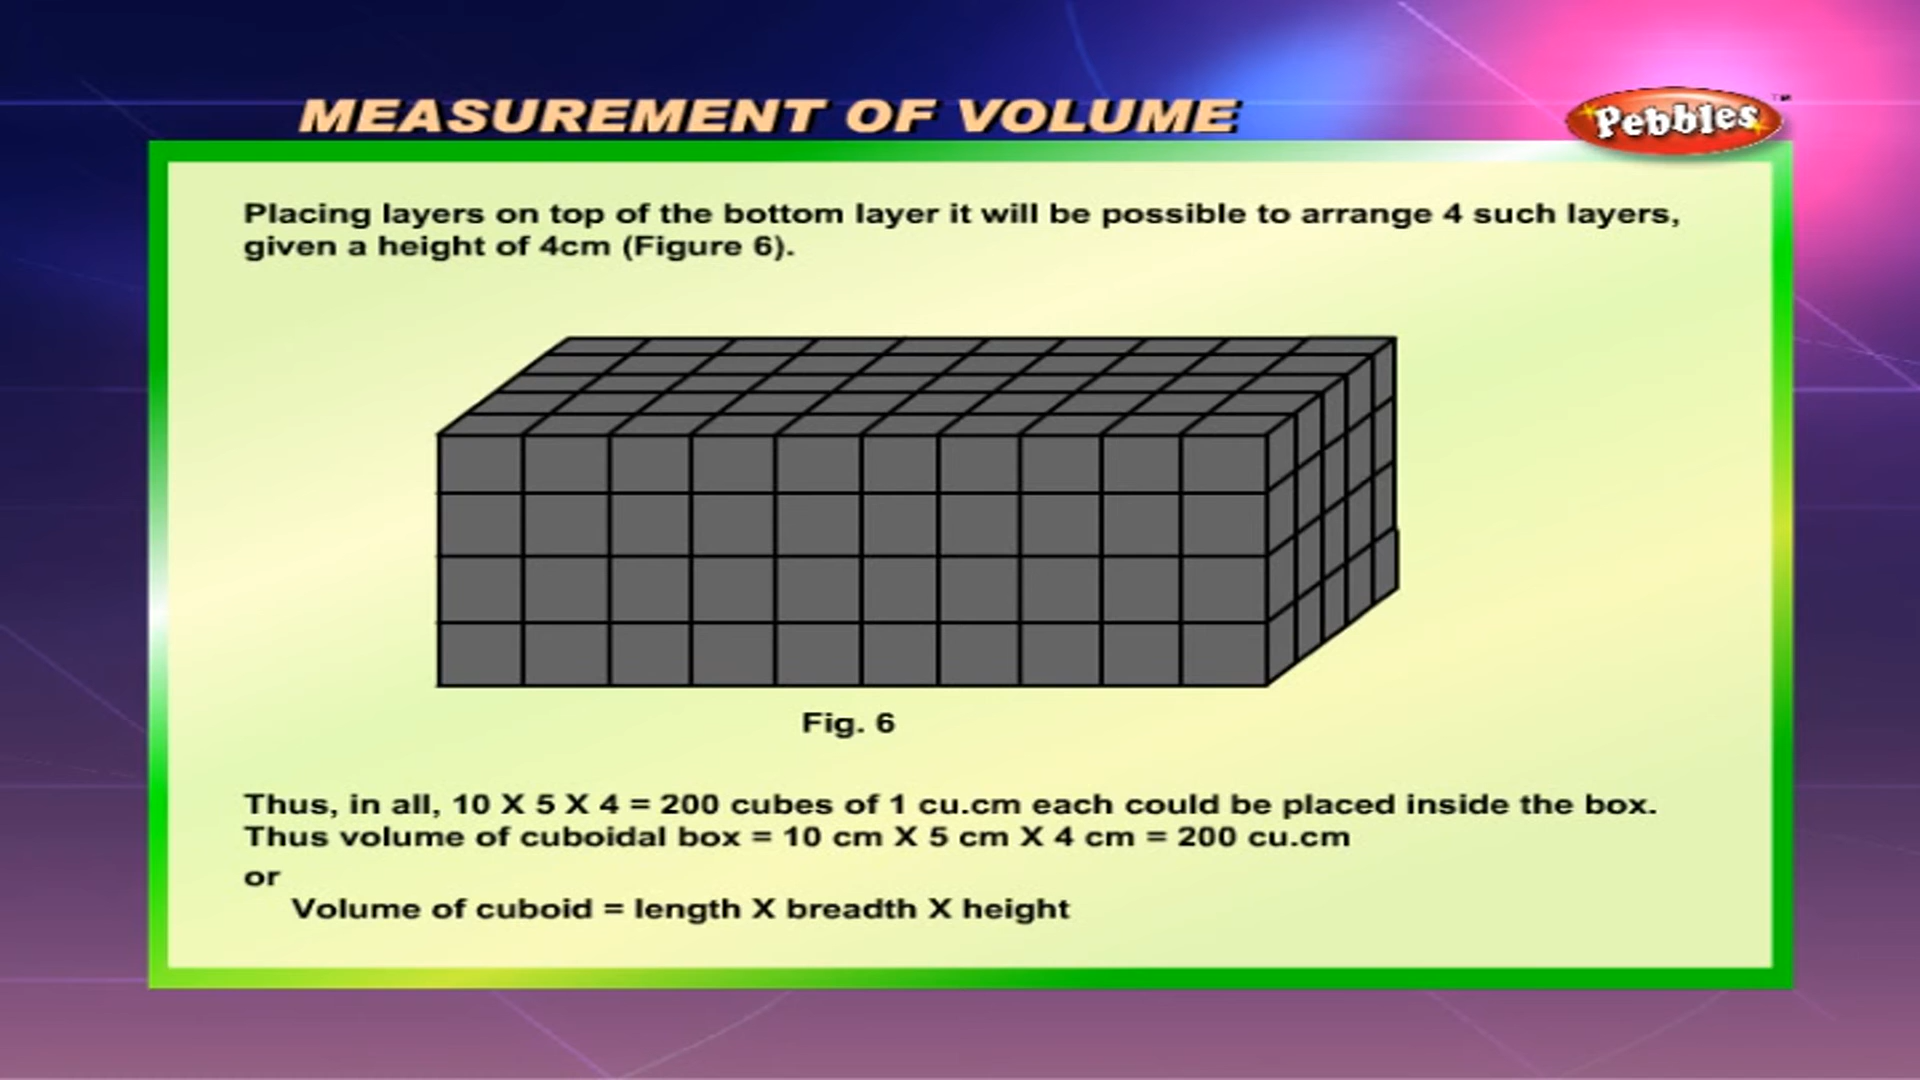 MEASUREMENT OF VOLUME
Pebbles™
Placing layers on top of the bottom layer it will be possible to arrange 4 such layers,
given a height of 4cm (Figure 6).
Fig. 6
Thus, in all, 10 X 5 X 4 = 200 cubes of 1 cu.cm each could be placed inside the box.
Thus volume of cuboidal box = 10 cm X 5 cm X 4 cm = 200 cu.cm
or
Volume of cuboid = length X breadth X height